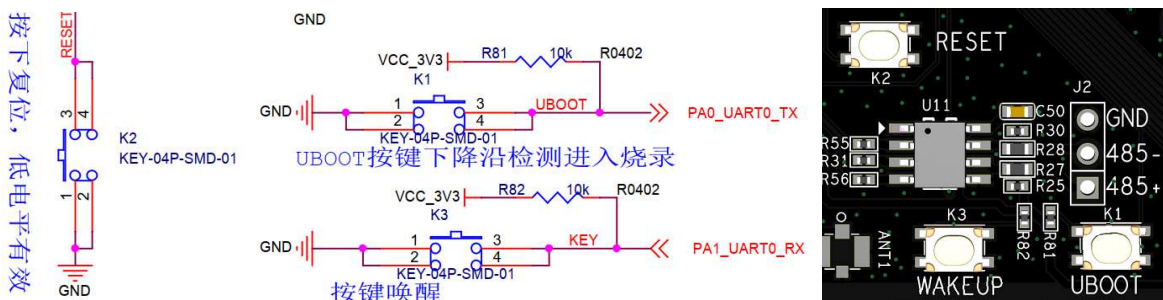 按下复位，低电平有效
RESET
3
4
K2
KEY-04P-SMD-01
1
2
GND
GND
VCC_3V3
R81
10k
R0402
K1
GND
1
2
3
4
UBOOT
PA0_UART0_TX
KEY-04P-SMD-01
UBOOT按键下降沿检测进入烧录
VCC_3V3
R82
10k
R0402
K3
GND
1
2
3
4
KEY
PA1_UART0_RX
KEY-04P-SMD-01
按键唤醒
RESET
K2
J2
U11
C50
GND
R30
R55
R28
485-
R31
R27
R56
R25
485+
K3
K1
ANT1
R82
R81
WAKEUP
UBOOT